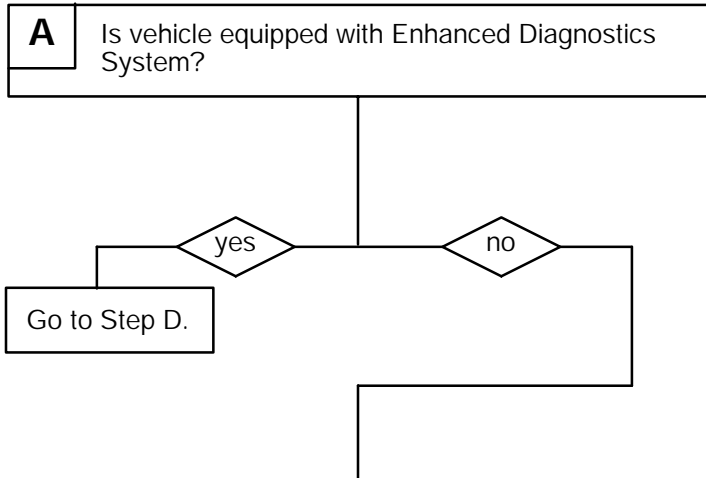 A
Is vehicle equipped with Enhanced Diagnostics
System?
yes
no
Go to Step D.